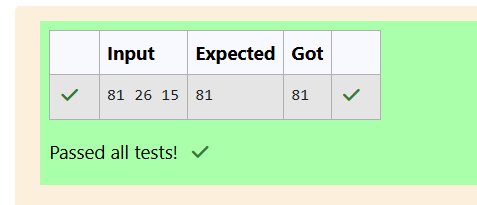 Input Expected Got
81 26 15 81 81
Passed all tests!